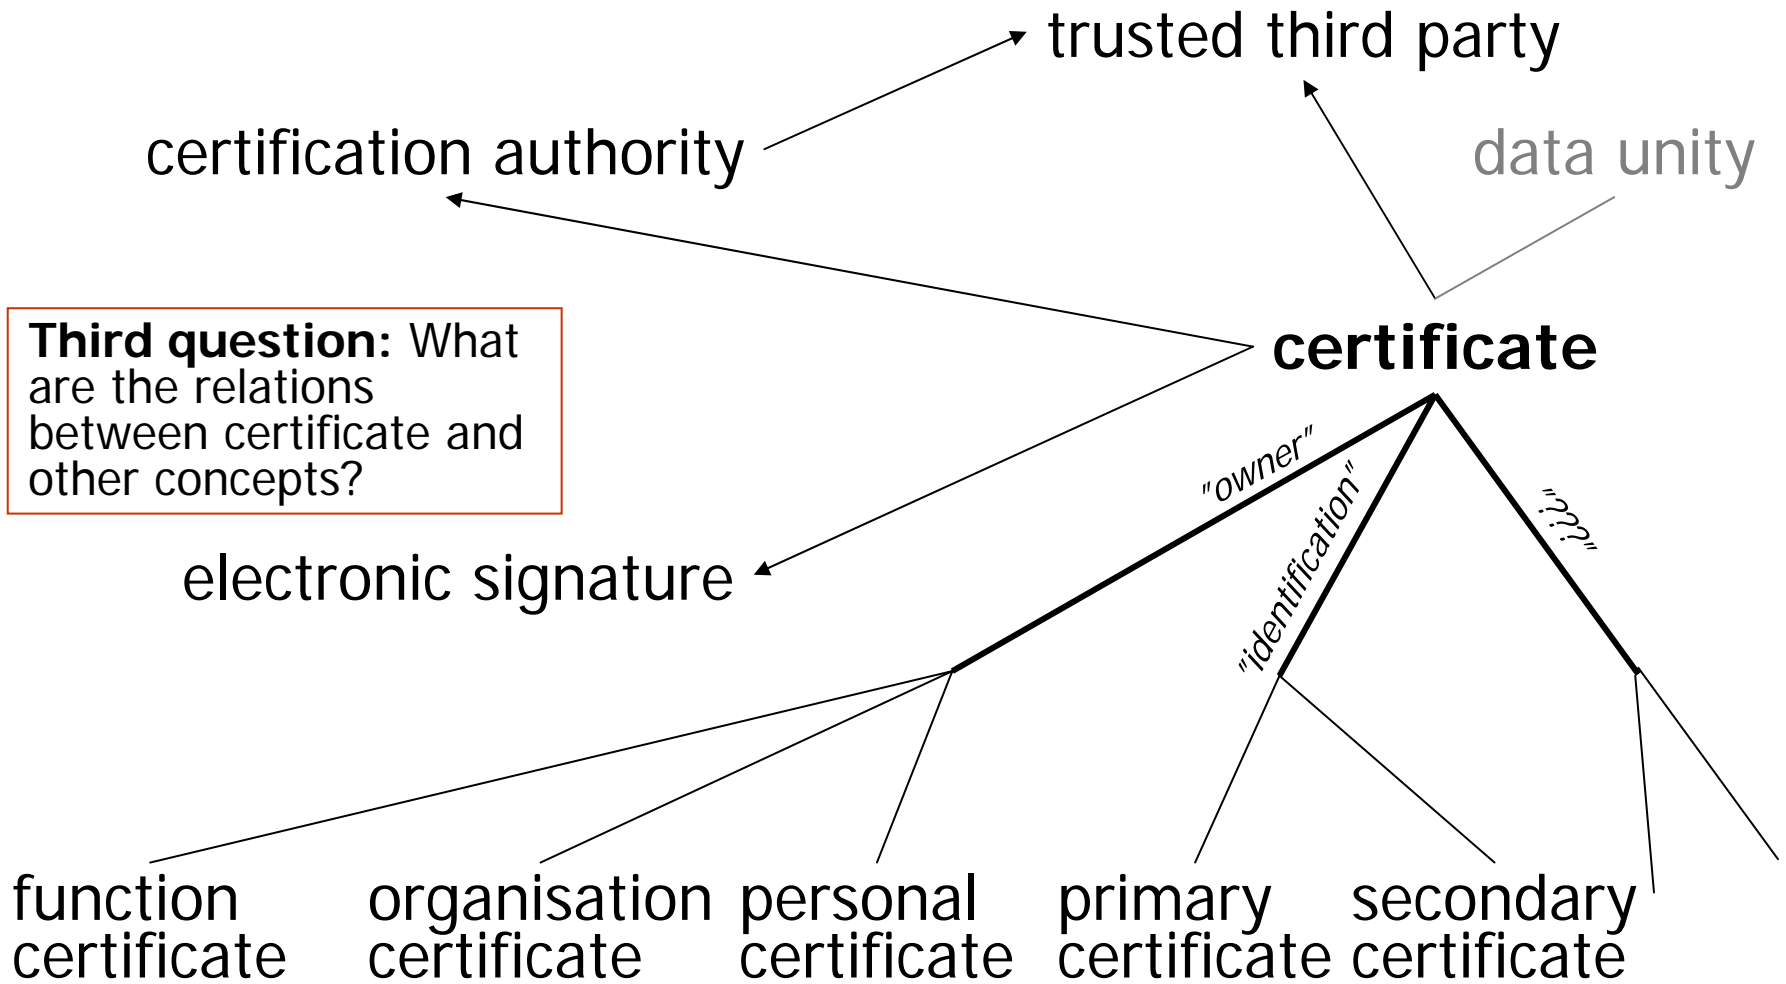 trusted third party
certification authority
data unity
Third question: What
are the relations
between certificate and
other concepts?
certificate
"owner"
"identification"
"???"
electronic signature
function
certificate
organisation
certificate
personal
certificate
primary
certificate
secondary
certificate